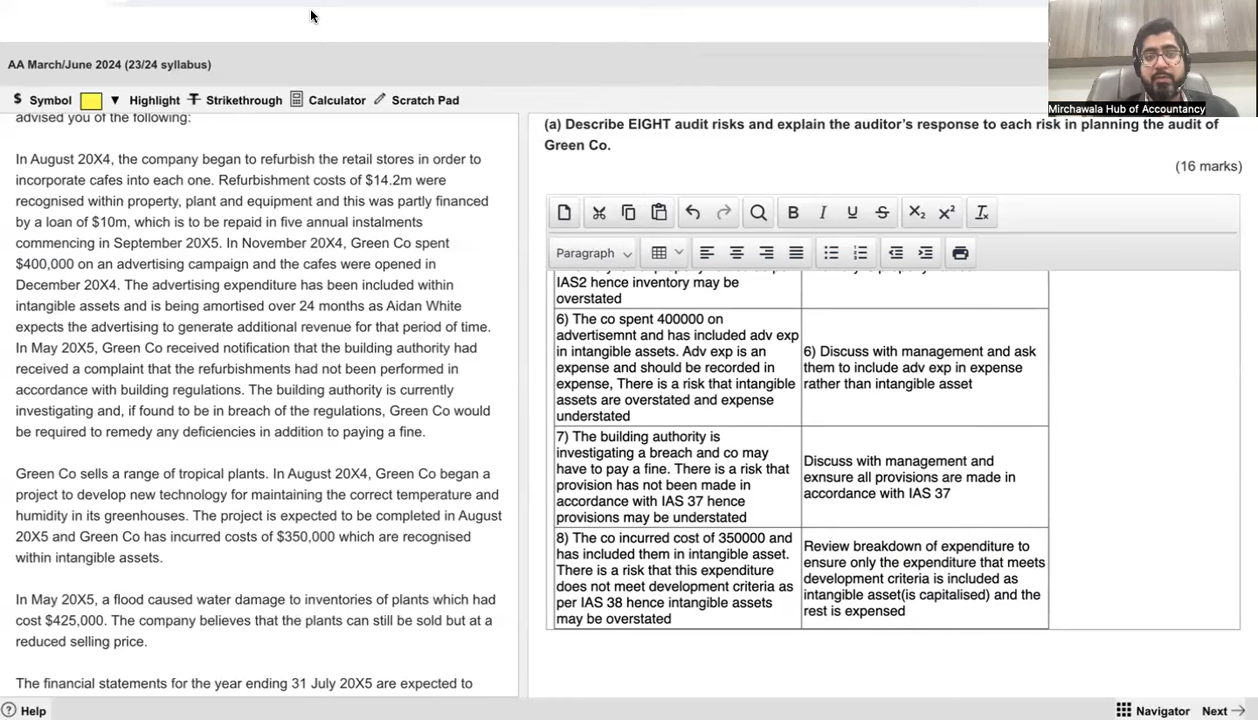 AA March/June 2024 (23/24 syllabus)
$ Symbol ▼ Highlight Strikethrough Calculator Scratch Pad
Mirchawala Hub of Accountancy
advised you of the following:
In August 20X4, the company began to refurbish the retail stores in order to
incorporate cafes into each one. Refurbishment costs of $14.2m were
recognised within property, plant and equipment and this was partly financed
by a loan of $10m, which is to be repaid in five annual instalments
commencing in September 20X5. In November 20X4, Green Co spent
$400,000 on an advertising campaign and the cafes were opened in
December 20X4. The advertising expenditure has been included within
intangible assets and is being amortised over 24 months as Aidan White
expects the advertising to generate additional revenue for that period of time.
In May 20X5, Green Co received notification that the building authority had
received a complaint that the refurbishments had not been performed in
accordance with building regulations. The building authority is currently
investigating and, if found to be in breach of the regulations, Green Co would
be required to remedy any deficiencies in addition to paying a fine.
Green Co sells a range of tropical plants. In August 20X4, Green Co began a
project to develop new technology for maintaining the correct temperature and
humidity in its greenhouses. The project is expected to be completed in August
20X5 and Green Co has incurred costs of $350,000 which are recognised
within intangible assets.
In May 20X5, a flood caused water damage to inventories of plants which had
cost $425,000. The company believes that the plants can still be sold but at a
reduced selling price.
The financial statements for the year ending 31 July 20X5 are expected to
(a) Describe EIGHT audit risks and explain the auditor's response to each risk in planning the audit of
Green Co.
(16 marks)
B I U S X₂ X² Tx
Paragraph
IAS2 hence inventory may be
overstated
6) The co spent 400000 on
advertisemnt and has included adv exp
in intangible assets. Adv exp is an
expense and should be recorded in
expense, There is a risk that intangible
assets are overstated and expense
understated
6) Discuss with management and ask
them to include adv exp in expense
rather than intangible asset
7) The building authority is
investigating a breach and co may
have to pay a fine. There is a risk that
provision has not been made in
accordance with IAS 37 hence
provisions may be understated
Discuss with management and
exnsure all provisions are made in
accordance with IAS 37
8) The co incurred cost of 350000 and
has included them in intangible asset.
There is a risk that this expenditure
does not meet development criteria as
per IAS 38 hence intangible assets
may be overstated
Review breakdown of expenditure to
ensure only the expenditure that meets
development criteria is included as
intangible asset(is capitalised) and the
rest is expensed
Help
Navigator Next